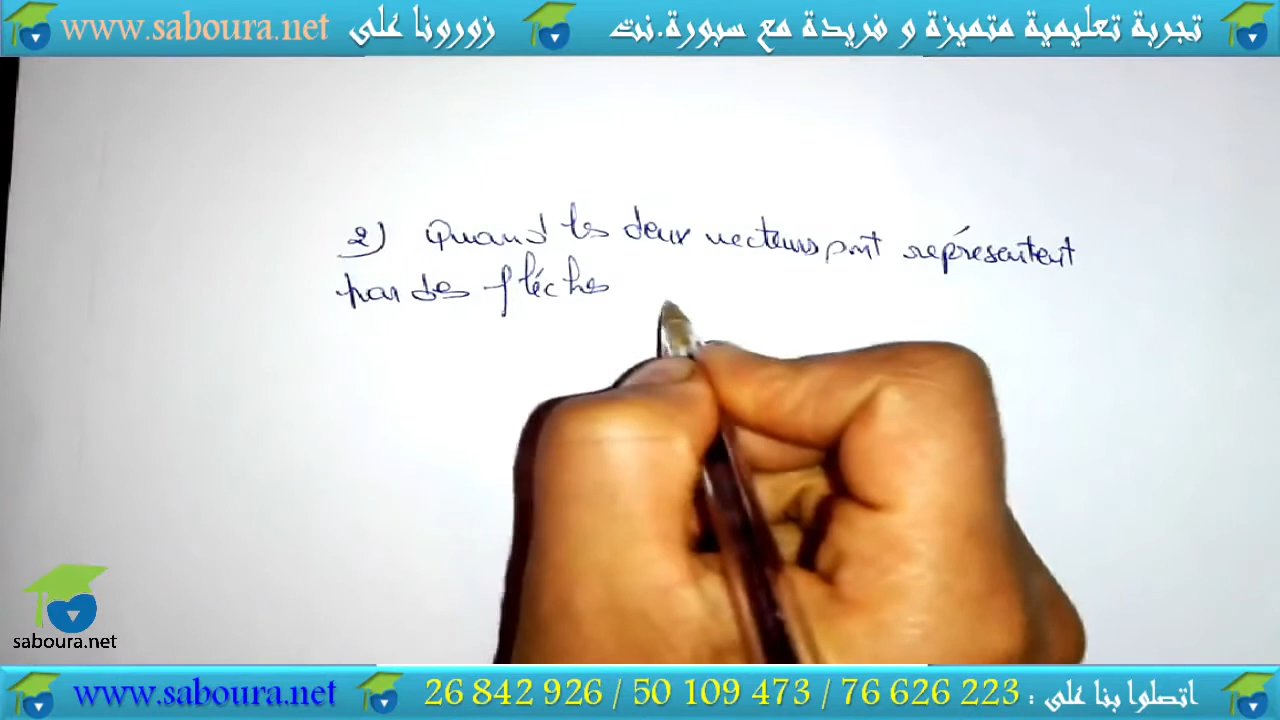 www.saboura.net زورونا على تجربة تعليمية متميزة و فريدة مع سبورة.نت
2) Quand les deux vecteurs sont représentent
par des fléches
saboura.net
www.saboura.net 26 842 926 / 50 109 473 / 76 626 223 : اتصلوا بنا على